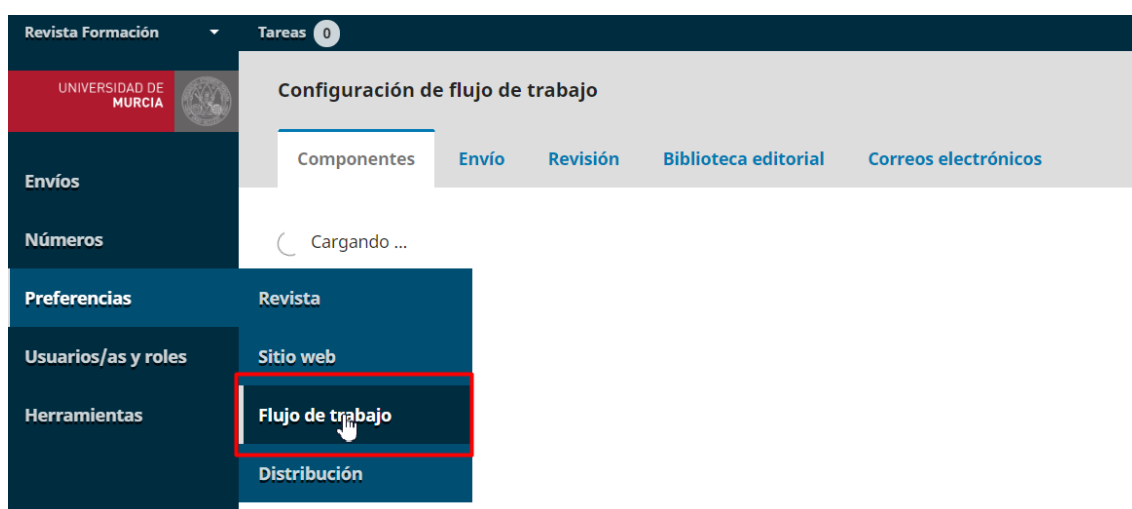 Revista Formación
Tareas 0
UNIVERSIDAD DE
MURCIA
Configuración de flujo de trabajo
Componentes Envío Revisión Biblioteca editorial Correos electrónicos
Envíos
Números
Cargando ...
Preferencias
Revista
Usuarios/as y roles
Sitio web
Herramientas
Flujo de trabajo
Distribución